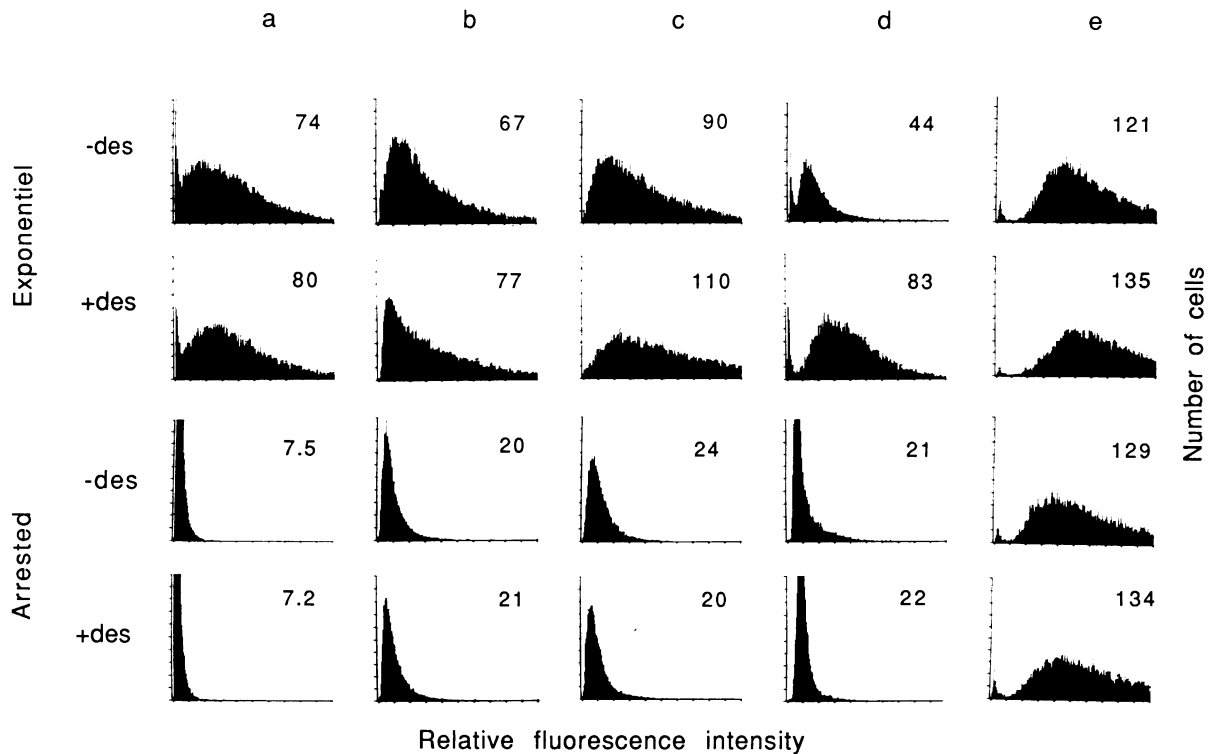 a b c d e
Exponentiel
-des 74 67 90 44 121
+des 80 77 110 83 135
Arrested
-des 7.5 20 24 21 129
+des 7.2 21 20 22 134
Number of cells
Relative fluorescence intensity